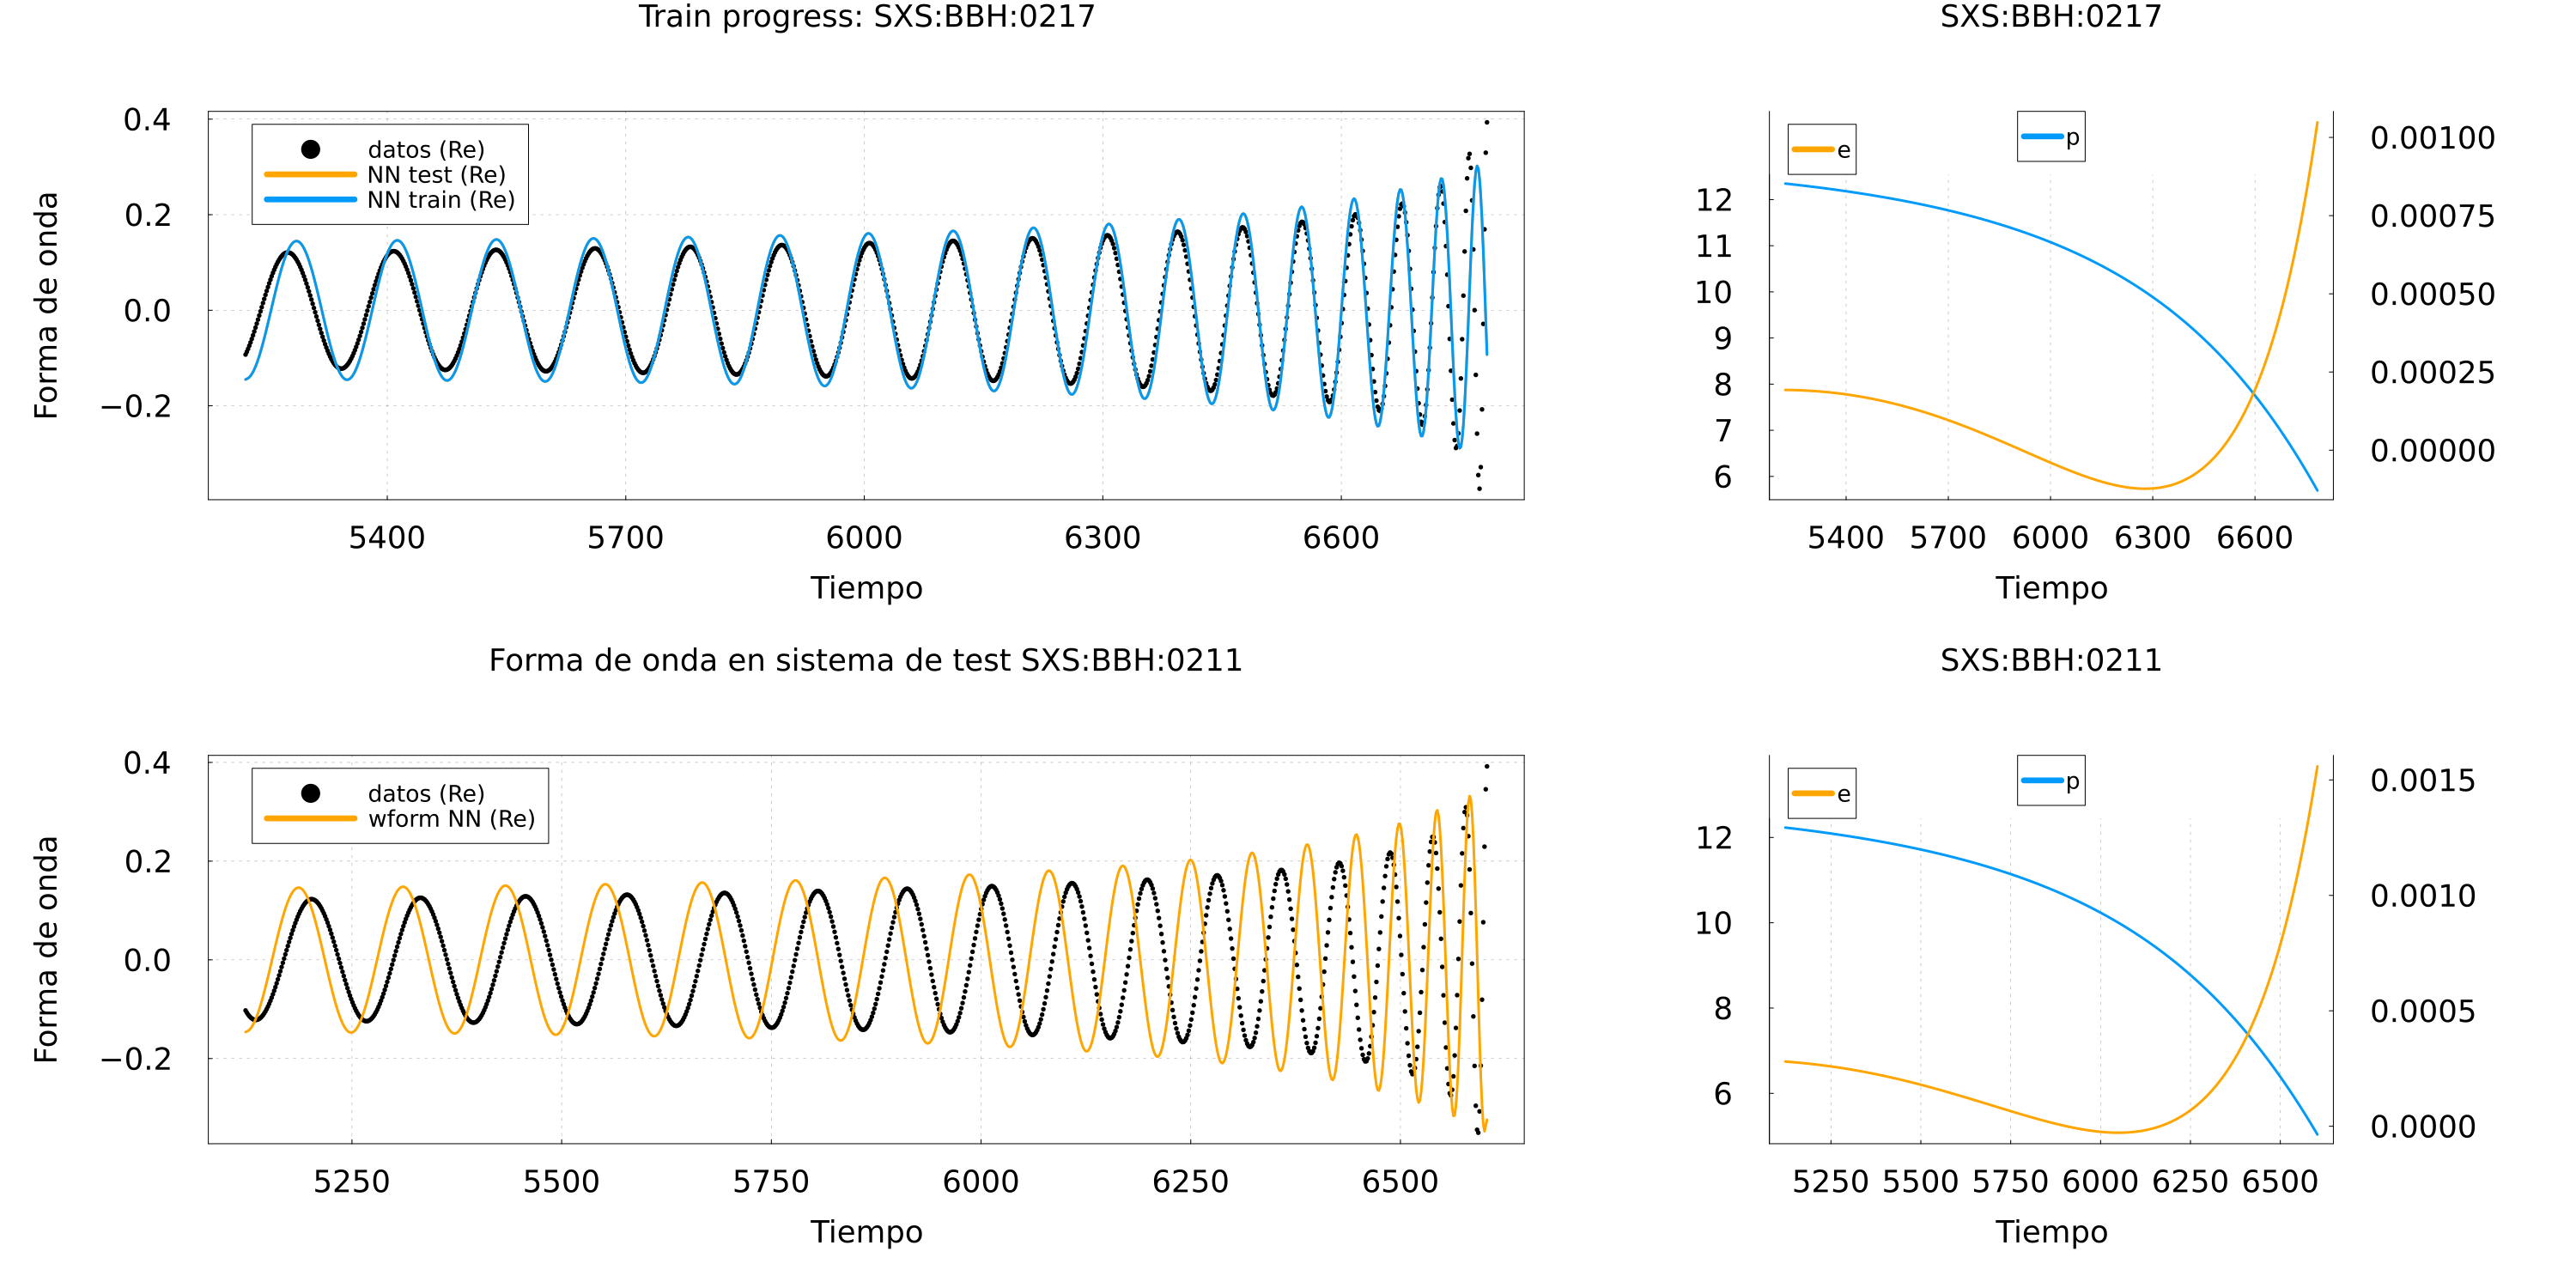 Train progress: SXS:BBH:0217
Forma de onda
0.4
0.2
0.0
−0.2
datos (Re)
NN test (Re)
NN train (Re)
5400 5700 6000 6300 6600
Tiempo
SXS:BBH:0217
e
p
12
11
10
9
8
7
6
0.00100
0.00075
0.00050
0.00025
0.00000
5400 5700 6000 6300 6600
Tiempo
Forma de onda en sistema de test SXS:BBH:0211
Forma de onda
0.4
0.2
0.0
−0.2
datos (Re)
wform NN (Re)
5250 5500 5750 6000 6250 6500
Tiempo
SXS:BBH:0211
e
p
12
10
8
6
0.0015
0.0010
0.0005
0.0000
5250 5500 5750 6000 6250 6500
Tiempo